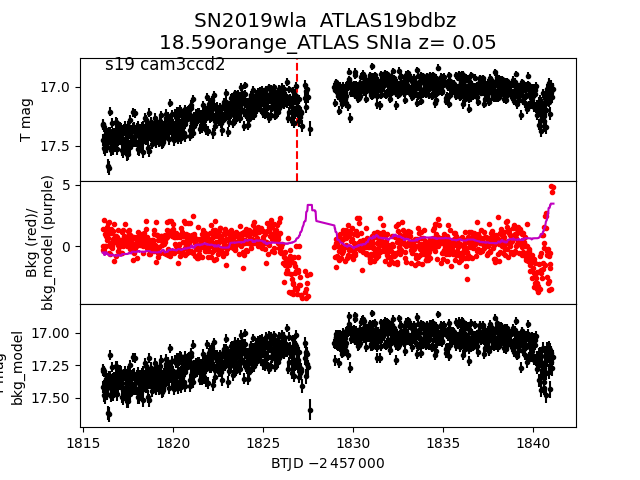 SN2019wla ATLAS19bdbz
18.59orange_ATLAS SNIa z= 0.05
s19 cam3ccd2
17.0
17.5
T mag
5
0
Bkg (red)/
bkg_model (purple)
17.00
17.25
17.50
mag
bkg_model
1815 1820 1825 1830 1835 1840
BTJD −2 457 000